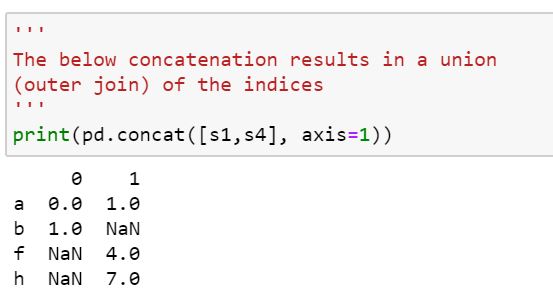 '''
The below concatenation results in a union
(outer join) of the indices
'''
print(pd.concat([s1,s4], axis=1))
     0    1
a  0.0  1.0
b  1.0  NaN
f  NaN  4.0
h  NaN  7.0